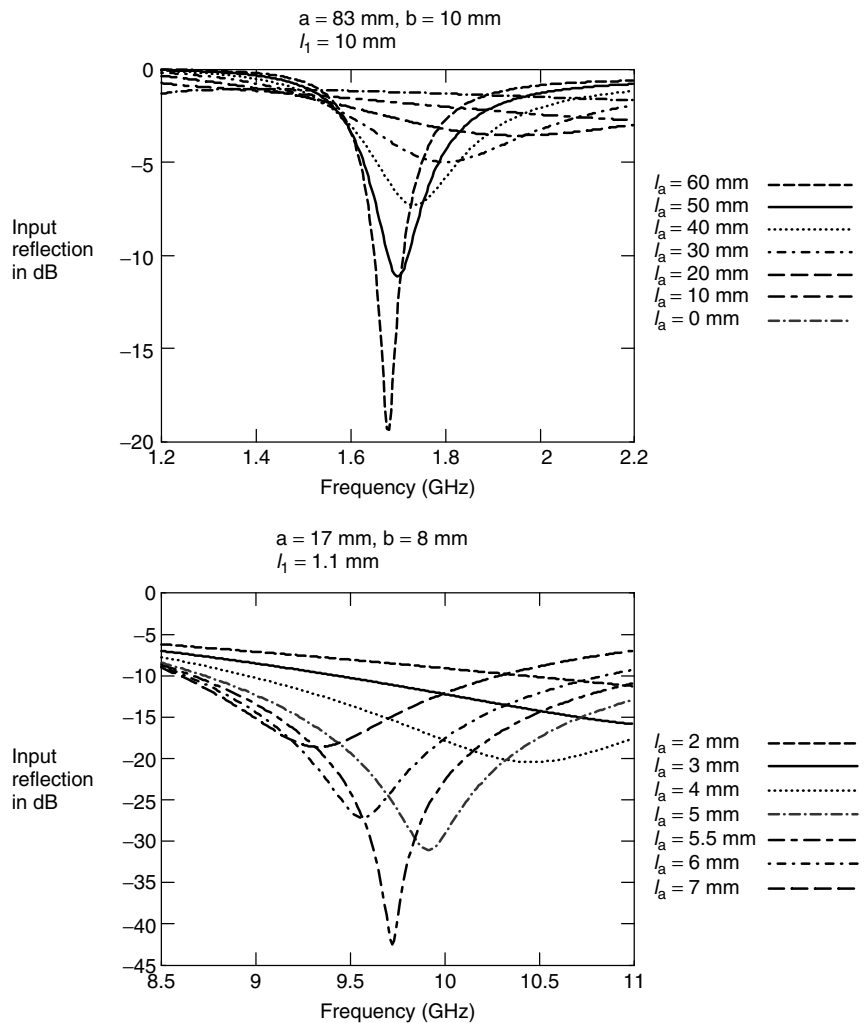 a = 83 mm, b = 10 mm
l1 = 10 mm
0
–5
–10
–15
–20
Input
reflection
in dB
1.2
1.4
1.6
1.8
2
2.2
Frequency (GHz)
la = 60 mm
la = 50 mm
la = 40 mm
la = 30 mm
la = 20 mm
la = 10 mm
la = 0 mm
a = 17 mm, b = 8 mm
l1 = 1.1 mm
0
–5
–10
–15
–20
–25
–30
–35
–40
–45
Input
reflection
in dB
8.5
9
9.5
10
10.5
11
Frequency (GHz)
la = 2 mm
la = 3 mm
la = 4 mm
la = 5 mm
la = 5.5 mm
la = 6 mm
la = 7 mm